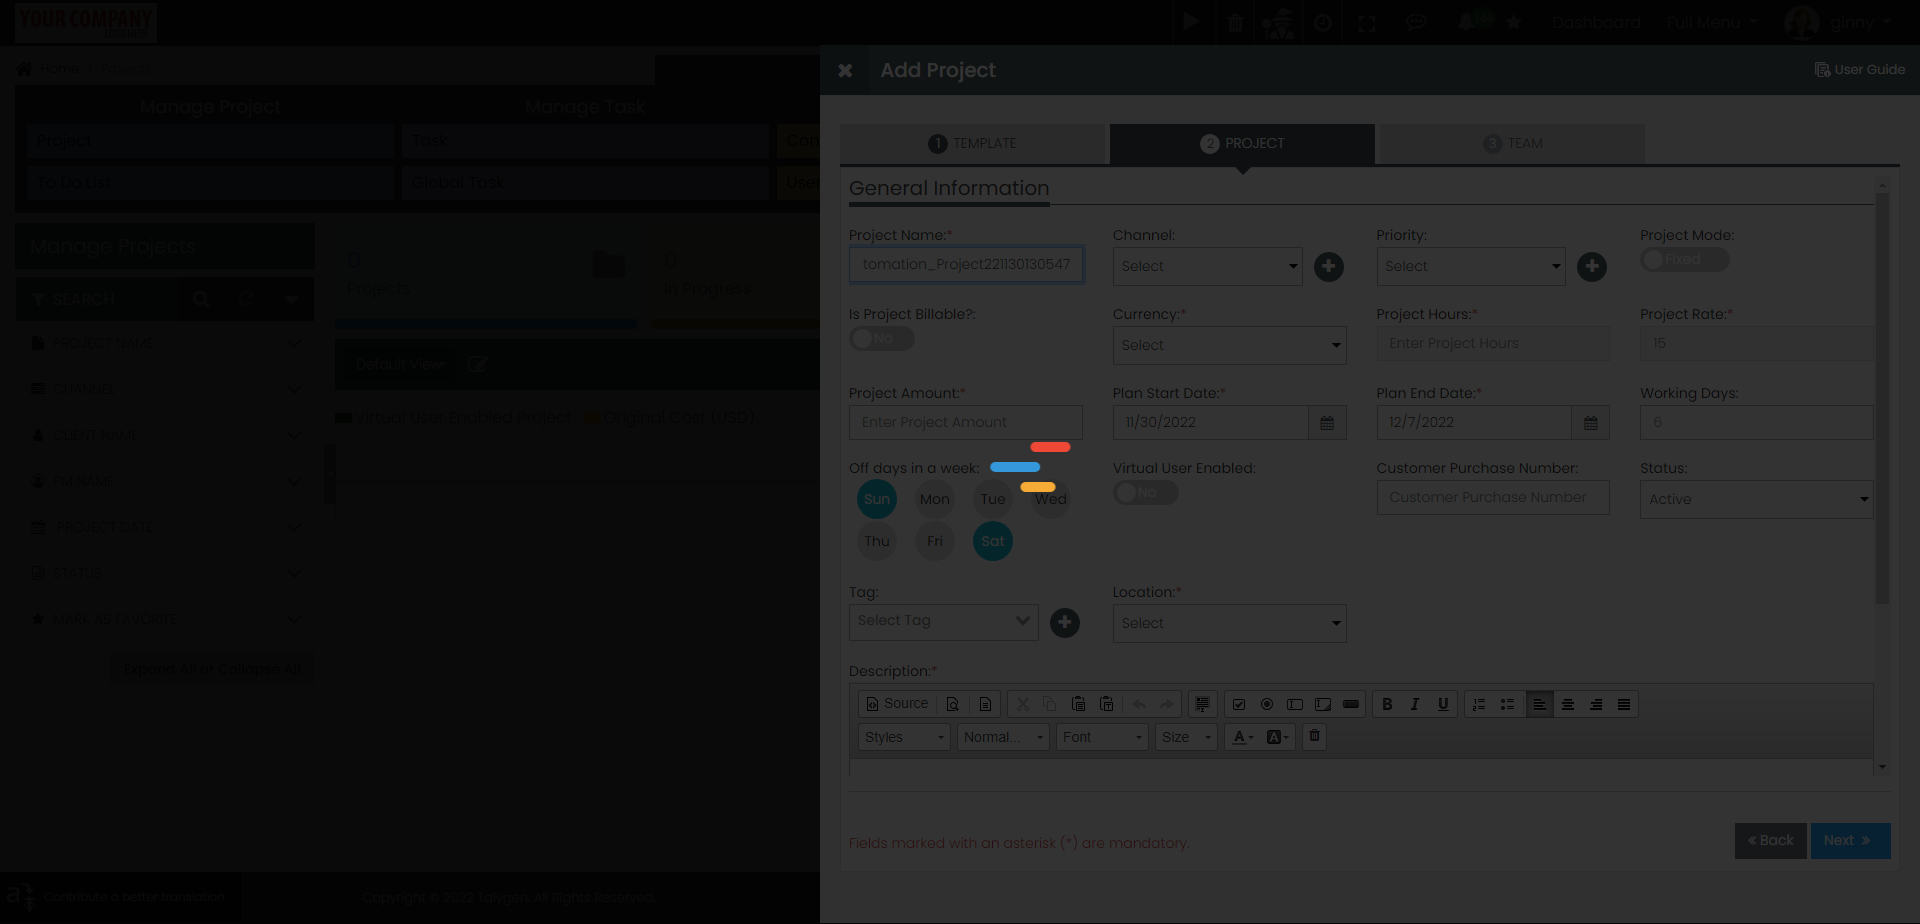 YOUR COMPANY
Dashboard
Full Menu
ginny
Home
Projects
Add Project
User Guide
Manage Project
Manage Task
Project
Task
To Do List
Global Task
1 TEMPLATE
2 PROJECT
3 TEAM
General Information
Manage Projects
0
Projects
0
In Progress
SEARCH
PROJECT NAME
CHANNEL
CLIENT NAME
PM NAME
PROJECT DATE
STATUS
MARK AS FAVORITE
Expand All or Collapse All
Default View
Virtual User Enabled Project
Original Cost (USD)
Project Name:*
Channel:
Priority:
Project Mode:
tomation_Project221130130547
Select
Select
Fixed
Is Project Billable?:
Currency:*
Project Hours:*
Project Rate:*
No
Select
Enter Project Hours
15
Project Amount:*
Plan Start Date:*
Plan End Date:*
Working Days:
Enter Project Amount
11/30/2022
12/7/2022
6
Off days in a week:
Virtual User Enabled:
Customer Purchase Number:
Status:
Sun Mon Tue Wed
No
Customer Purchase Number
Active
Thu Fri Sat
Tag:
Location:*
Select Tag
Select
Description:*
Source
B I U
Styles
Normal...
Font
Size
A A
Fields marked with an asterisk (*) are mandatory.
« Back
Next »
Contribute a better translation
Copyright © 2022 Talygen. All Rights Reserved.